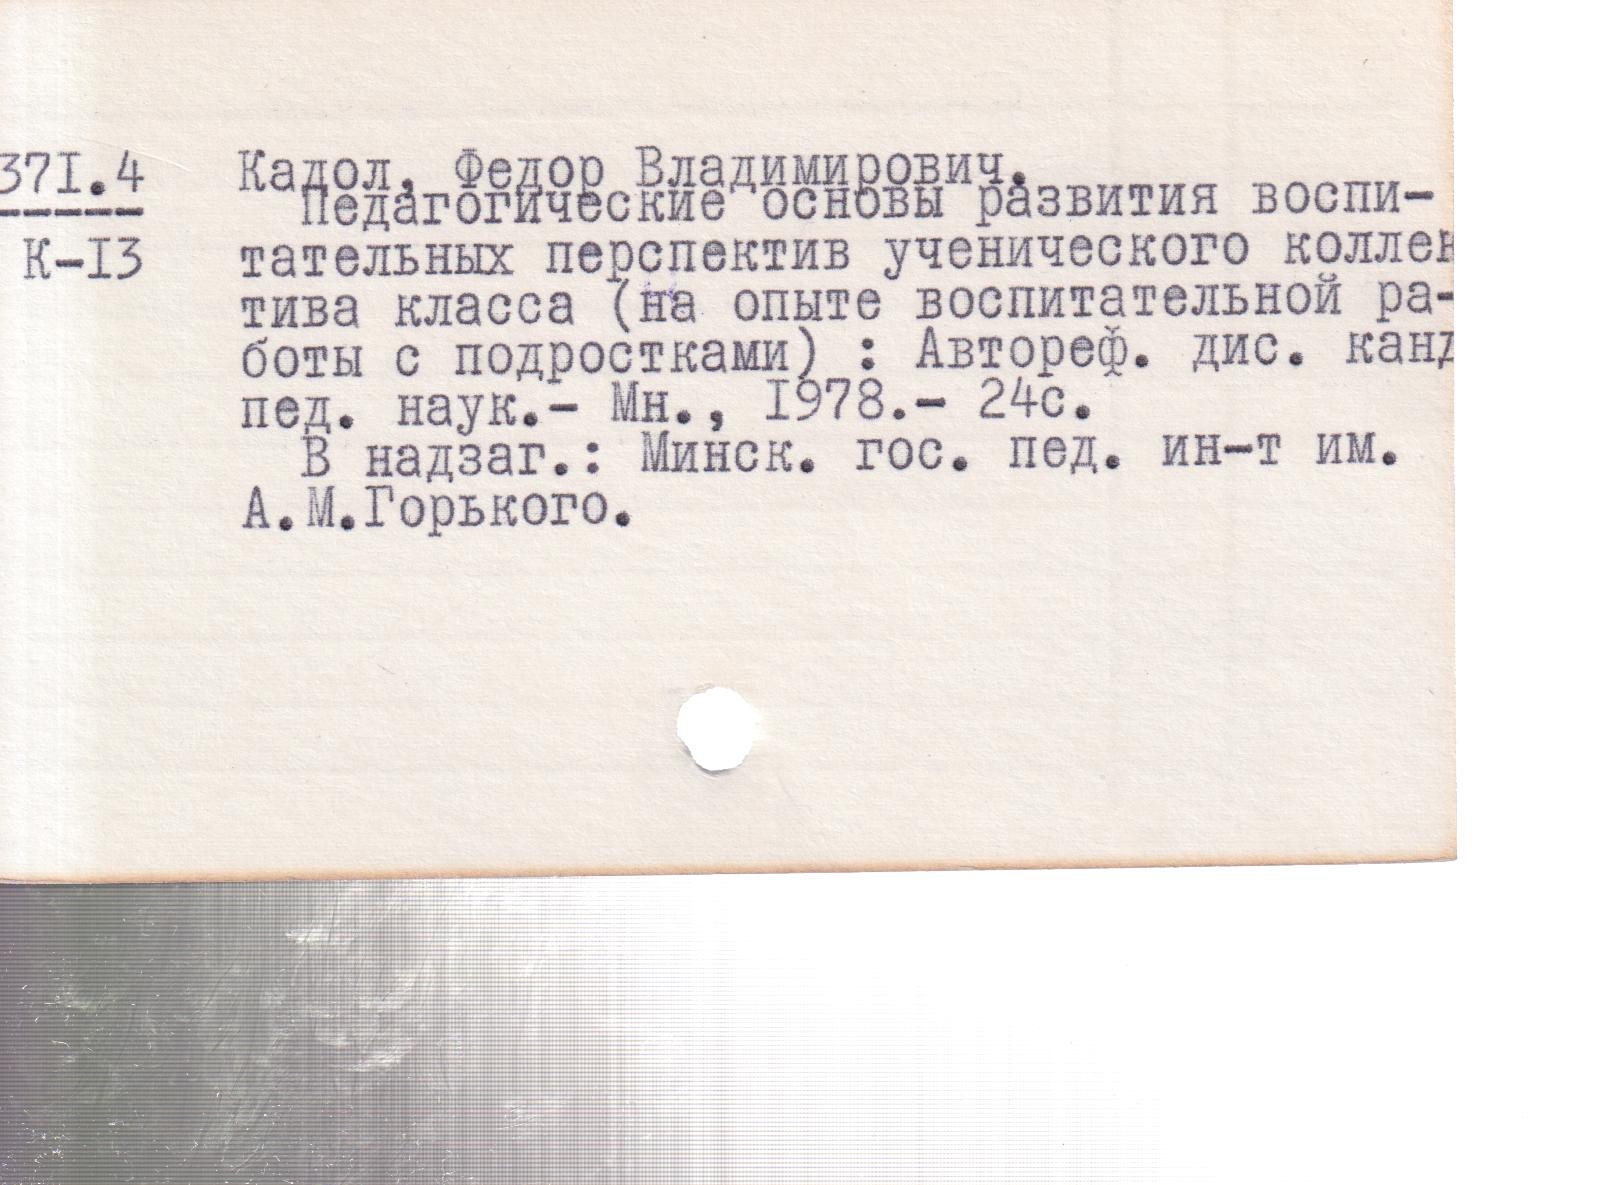 371.4 Кадол, Федор Владимирович.
Педагогические основы развития воспи-
К-13 тательных перспектив ученического коллек
тива класса (на опыте воспитательной ра-
боты с подростками) : Автореф. дис. канд
пед. наук.- Мн., 1978.- 24с.
В надзаг.: Минск. гос. пед. ин-т им.
А.М.Горького.